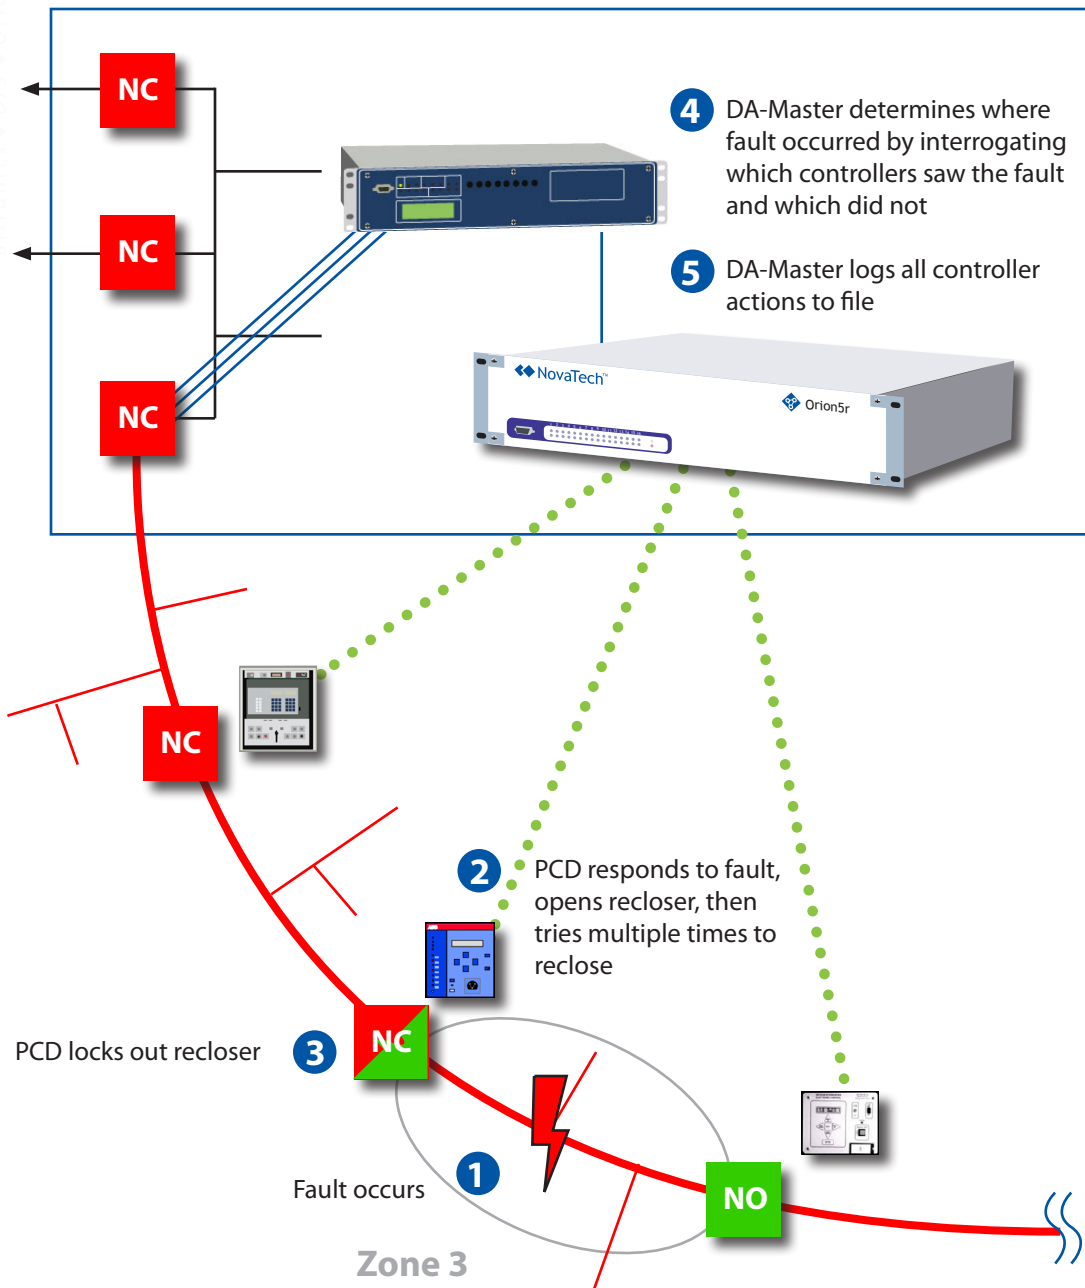 NC
4
DA-Master determines where
fault occurred by interrogating
which controllers saw the fault
and which did not
NC
5
DA-Master logs all controller
actions to file
NovaTech™
Orion5r
NC
NC
2
PCD responds to fault,
opens recloser, then
tries multiple times to
reclose
PCD locks out recloser
3
NC
1
Fault occurs
NO
Zone 3